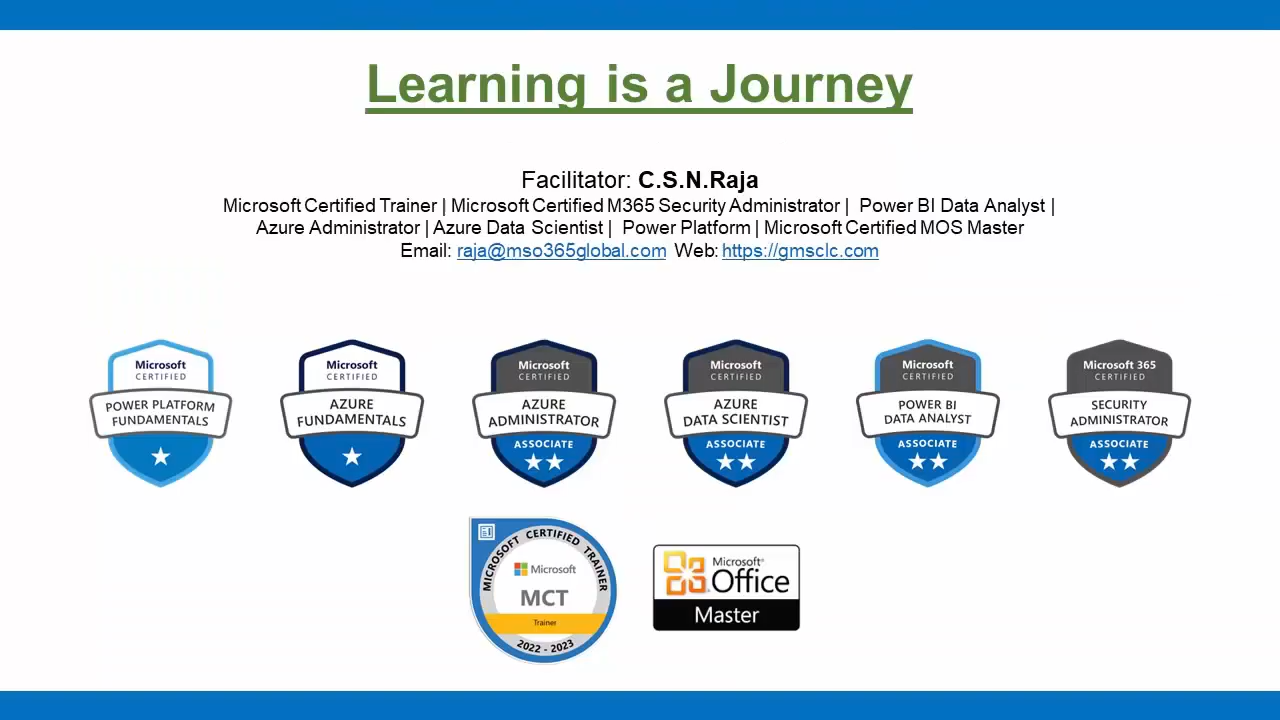 Learning is a Journey
Facilitator: C.S.N.Raja
Microsoft Certified Trainer | Microsoft Certified M365 Security Administrator | Power BI Data Analyst |
Azure Administrator | Azure Data Scientist | Power Platform | Microsoft Certified MOS Master
Email: raja@mso365global.com Web: https://gmsclc.com
Microsoft
CERTIFIED
POWER PLATFORM
FUNDAMENTALS
Microsoft
CERTIFIED
AZURE
FUNDAMENTALS
Microsoft
CERTIFIED
AZURE
ADMINISTRATOR
ASSOCIATE
Microsoft
CERTIFIED
AZURE
DATA SCIENTIST
ASSOCIATE
Microsoft
CERTIFIED
POWER BI
DATA ANALYST
ASSOCIATE
Microsoft 365
CERTIFIED
SECURITY
ADMINISTRATOR
ASSOCIATE
MICROSOFT CERTIFIED TRAINER
Microsoft
MCT
Trainer
2022 - 2023
Microsoft®
Office
Master